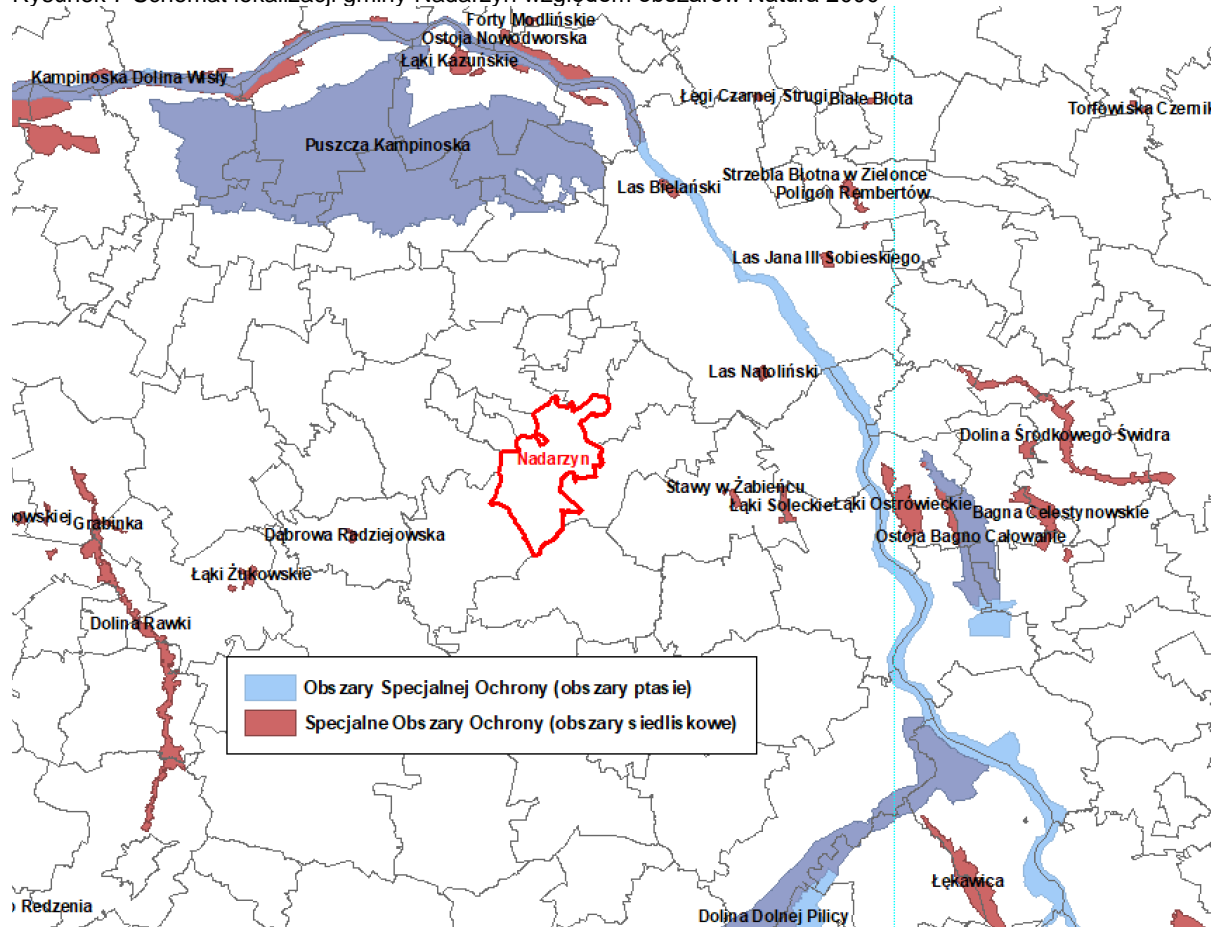 Forty Modlińskie
Ostoja Nowodworska
Łąki Kazuńskie
Kampinoska Dolina Wisły
Łęgi Czarnej Strugi
Białe Błota
Torfowiska Czernik
Puszcza Kampinoska
Strzebla Błotna w Zielonce
Las Bielański
Poligon Rembertów
Las Jana III Sobieskiego
Las Natoliński
Dolina Środkowego Świdra
Nadarzyn
Stawy w Żabieńcu
Łąki Soleckie
Łąki Ostrówieckie
Bagna Celestynowskie
Ostoja Bagno Całowanie
owskiej
Grabinka
Dąbrowa Radziejowska
Łąki Żukowskie
Dolina Rawki
Obszary Specjalnej Ochrony (obszary ptasie)
Specjalne Obszary Ochrony (obszary siedliskowe)
Łękawica
o Redzenia
Dolina Dolnej Pilicy